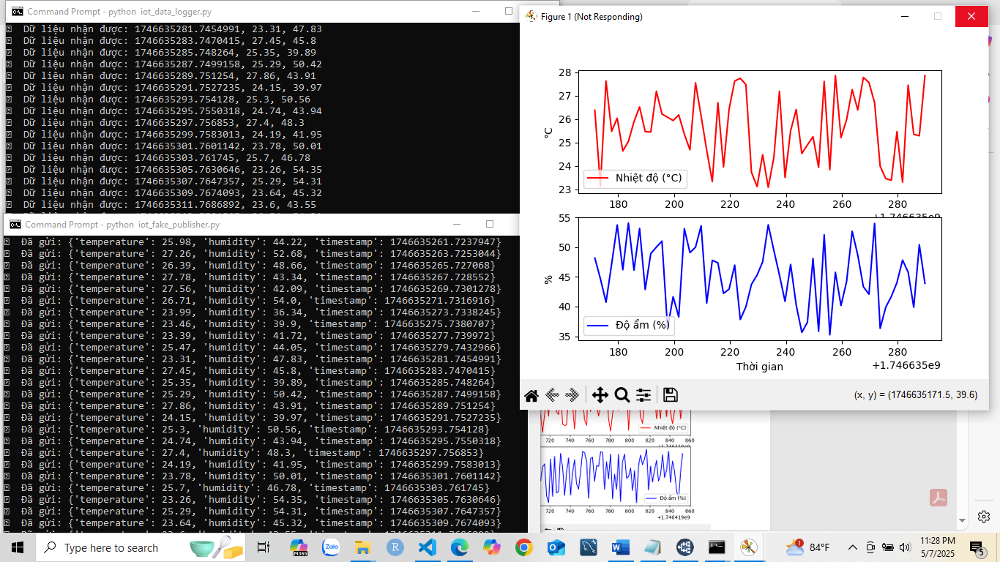 Command Prompt - python iot_data_logger.py
Dữ liệu nhận được: 1746635281.7454991, 23.31, 47.83
Dữ liệu nhận được: 1746635283.7470415, 27.45, 45.8
Dữ liệu nhận được: 1746635285.748264, 25.35, 39.89
Dữ liệu nhận được: 1746635287.7499158, 25.29, 50.42
Dữ liệu nhận được: 1746635289.751254, 27.86, 43.91
Dữ liệu nhận được: 1746635291.7527235, 24.15, 39.97
Dữ liệu nhận được: 1746635293.754128, 25.3, 50.56
Dữ liệu nhận được: 1746635295.7550318, 24.74, 43.94
Dữ liệu nhận được: 1746635297.756853, 27.4, 48.3
Dữ liệu nhận được: 1746635299.7583013, 24.19, 41.95
Dữ liệu nhận được: 1746635301.7601142, 23.78, 50.01
Dữ liệu nhận được: 1746635303.761745, 25.7, 46.78
Dữ liệu nhận được: 1746635305.7630646, 23.26, 54.35
Dữ liệu nhận được: 1746635307.7647357, 25.29, 54.31
Dữ liệu nhận được: 1746635309.7674093, 23.64, 45.32
Dữ liệu nhận được: 1746635311.7686892, 23.6, 43.55
Command Prompt - python iot_fake_publisher.py
Đã gửi: {'temperature': 25.98, 'humidity': 44.22, 'timestamp': 1746635261.7237947}
Đã gửi: {'temperature': 27.26, 'humidity': 52.68, 'timestamp': 1746635263.7253044}
Đã gửi: {'temperature': 26.39, 'humidity': 48.66, 'timestamp': 1746635265.727068}
Đã gửi: {'temperature': 27.78, 'humidity': 43.34, 'timestamp': 1746635267.728552}
Đã gửi: {'temperature': 27.56, 'humidity': 42.09, 'timestamp': 1746635269.7301278}
Đã gửi: {'temperature': 26.71, 'humidity': 54.0, 'timestamp': 1746635271.7316916}
Đã gửi: {'temperature': 23.99, 'humidity': 36.34, 'timestamp': 1746635273.7338245}
Đã gửi: {'temperature': 23.46, 'humidity': 39.9, 'timestamp': 1746635275.7380707}
Đã gửi: {'temperature': 23.39, 'humidity': 41.72, 'timestamp': 1746635277.739972}
Đã gửi: {'temperature': 25.47, 'humidity': 44.05, 'timestamp': 1746635279.7432966}
Đã gửi: {'temperature': 23.31, 'humidity': 47.83, 'timestamp': 1746635281.7454991}
Đã gửi: {'temperature': 27.45, 'humidity': 45.8, 'timestamp': 1746635283.7470415}
Đã gửi: {'temperature': 25.35, 'humidity': 39.89, 'timestamp': 1746635285.748264}
Đã gửi: {'temperature': 25.29, 'humidity': 50.42, 'timestamp': 1746635287.7499158}
Đã gửi: {'temperature': 27.86, 'humidity': 43.91, 'timestamp': 1746635289.751254}
Đã gửi: {'temperature': 24.15, 'humidity': 39.97, 'timestamp': 1746635291.7527235}
Đã gửi: {'temperature': 25.3, 'humidity': 50.56, 'timestamp': 1746635293.754128}
Đã gửi: {'temperature': 24.74, 'humidity': 43.94, 'timestamp': 1746635295.7550318}
Đã gửi: {'temperature': 27.4, 'humidity': 48.3, 'timestamp': 1746635297.756853}
Đã gửi: {'temperature': 24.19, 'humidity': 41.95, 'timestamp': 1746635299.7583013}
Đã gửi: {'temperature': 23.78, 'humidity': 50.01, 'timestamp': 1746635301.7601142}
Đã gửi: {'temperature': 25.7, 'humidity': 46.78, 'timestamp': 1746635303.761745}
Đã gửi: {'temperature': 23.26, 'humidity': 54.35, 'timestamp': 1746635305.7630646}
Đã gửi: {'temperature': 25.29, 'humidity': 54.31, 'timestamp': 1746635307.7647357}
Đã gửi: {'temperature': 23.64, 'humidity': 45.32, 'timestamp': 1746635309.7674093}
Figure 1 (Not Responding)
28
27
26
25
24
23
°C
Nhiệt độ (°C)
180 200 220 240 260 280
+1.746635e9
55
50
45
40
35
%
Độ ẩm (%)
180 200 220 240 260 280
Thời gian
+1.746635e9
(x, y) = (1746635171.5, 39.6)
Nhiệt độ (°C)
720 740 760 780 800 820 840 860
Độ ẩm (%)
720 740 760 780 800 820 840 860
+1.746419e9
Type here to search
M365
Zalo
84°F
11:28 PM
5/7/2025
5